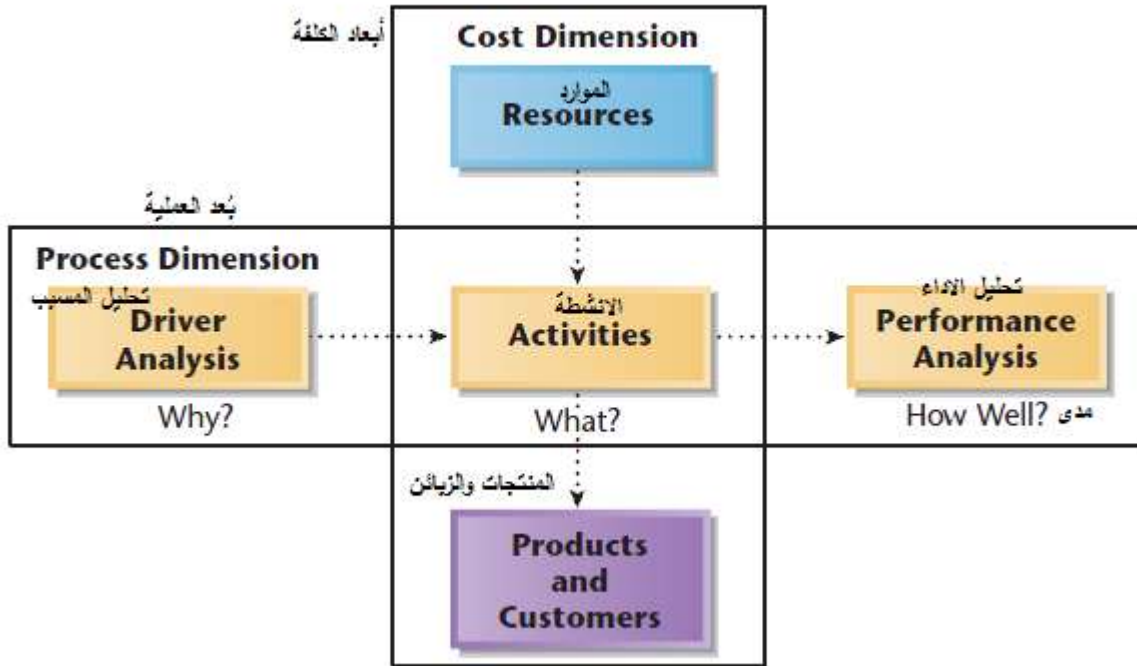 أبعاد الكلفة
Cost Dimension
الموارد
Resources
بُعد العملية
Process Dimension
تحليل المسبب
Driver
Analysis
Why?
الانشطة
Activities
What?
تحليل الاداء
Performance
Analysis
How Well? مدى
المنتجات والزبائن
Products
and
Customers